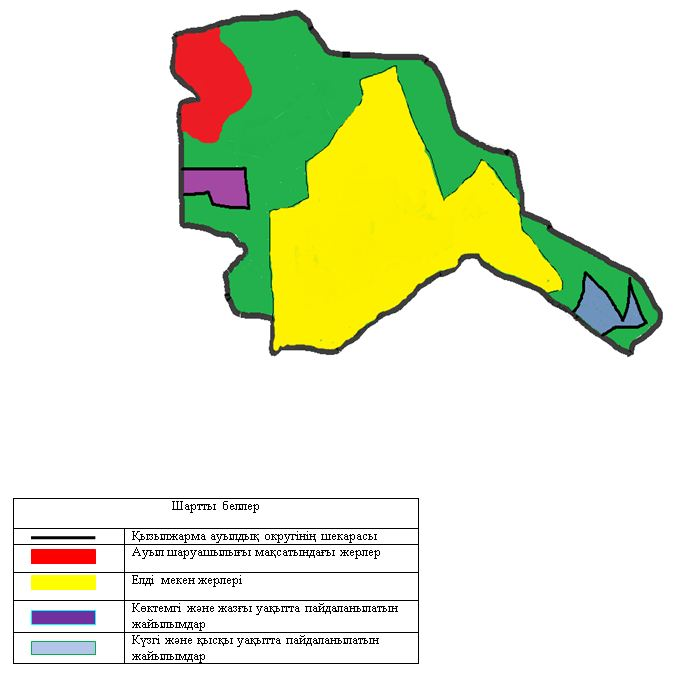 Шартты белгілер
Қызылжарма ауылдық округінің шекарасы
Ауыл шаруашылығы мақсатындағы жерлер
Елді мекен жерлері
Көктемгі және жазғы уақытта пайдаланылатын
жайылымдар
Күзгі және қысқы уақытта пайдаланылатын
жайылымдар